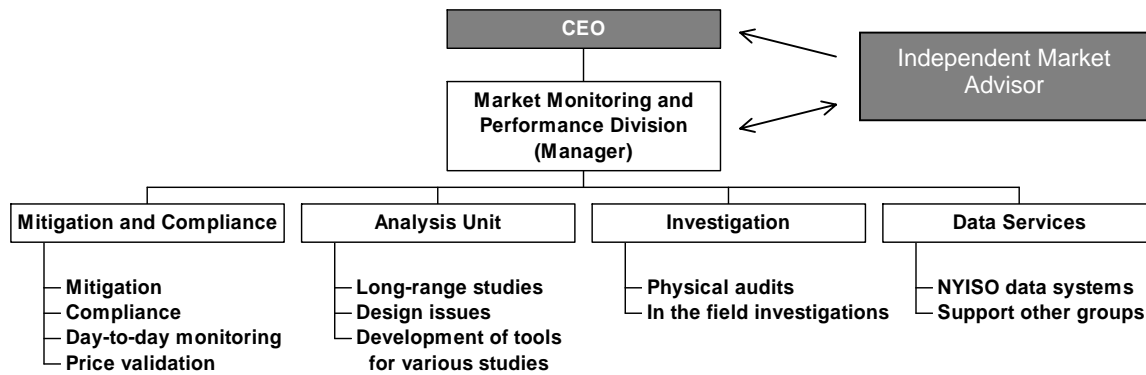 CEO
Independent Market
Advisor
Market Monitoring and
Performance Division
(Manager)
Mitigation and Compliance
Analysis Unit
Investigation
Data Services
Mitigation
Compliance
Day-to-day monitoring
Price validation
Long-range studies
Design issues
Development of tools
for various studies
Physical audits
In the field investigations
NYISO data systems
Support other groups